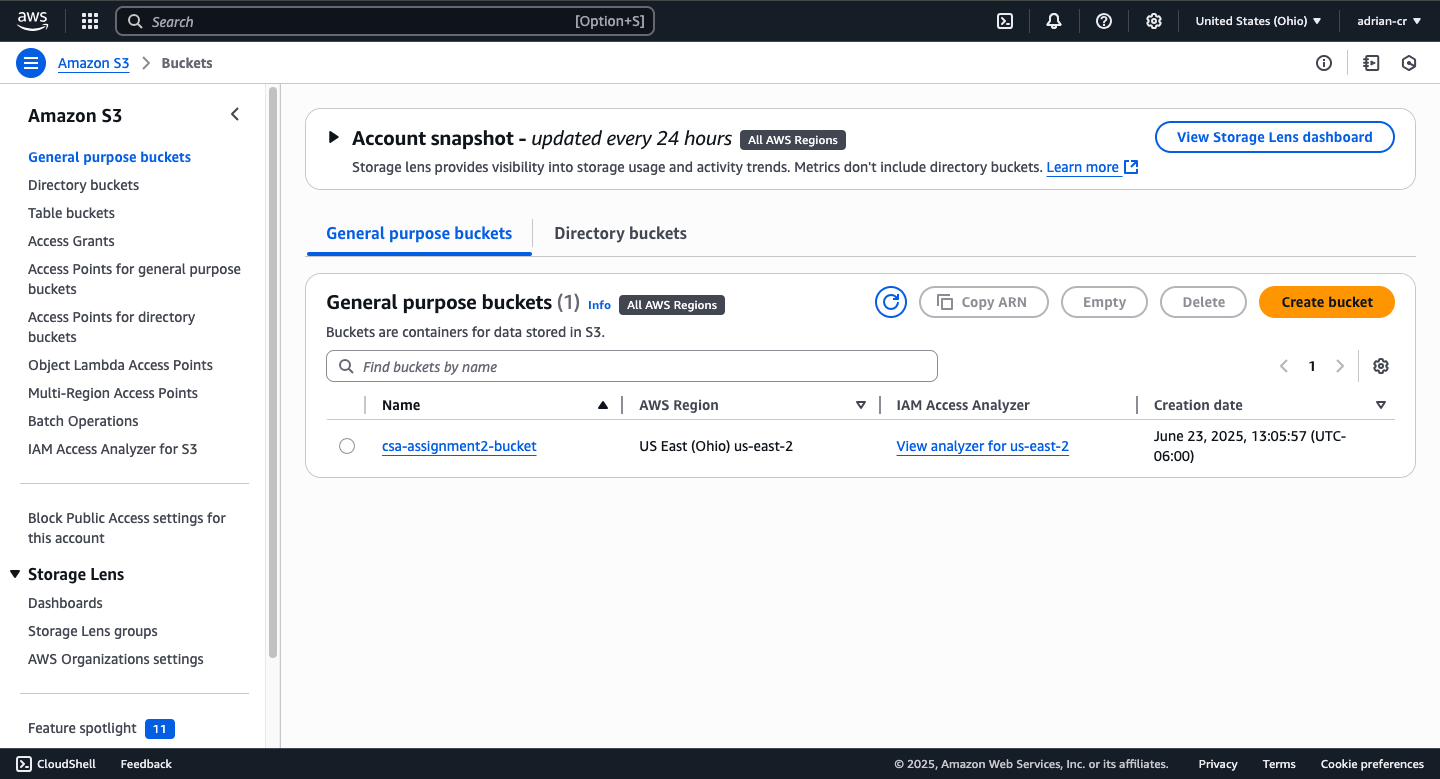 aws
Search
[Option+S]
United States (Ohio)
adrian-cr
Amazon S3
Buckets
Amazon S3
General purpose buckets
Directory buckets
Table buckets
Access Grants
Access Points for general purpose
buckets
Access Points for directory
buckets
Object Lambda Access Points
Multi-Region Access Points
Batch Operations
IAM Access Analyzer for S3
Block Public Access settings for
this account
Storage Lens
Dashboards
Storage Lens groups
AWS Organizations settings
Feature spotlight 11
Account snapshot - updated every 24 hours All AWS Regions
View Storage Lens dashboard
Storage lens provides visibility into storage usage and activity trends. Metrics don't include directory buckets. Learn more
General purpose buckets
Directory buckets
General purpose buckets (1) Info All AWS Regions
Copy ARN
Empty
Delete
Create bucket
Buckets are containers for data stored in S3.
Find buckets by name
1
Name
AWS Region
IAM Access Analyzer
Creation date
csa-assignment2-bucket
US East (Ohio) us-east-2
View analyzer for us-east-2
June 23, 2025, 13:05:57 (UTC-
06:00)
CloudShell
Feedback
© 2025, Amazon Web Services, Inc. or its affiliates.
Privacy
Terms
Cookie preferences